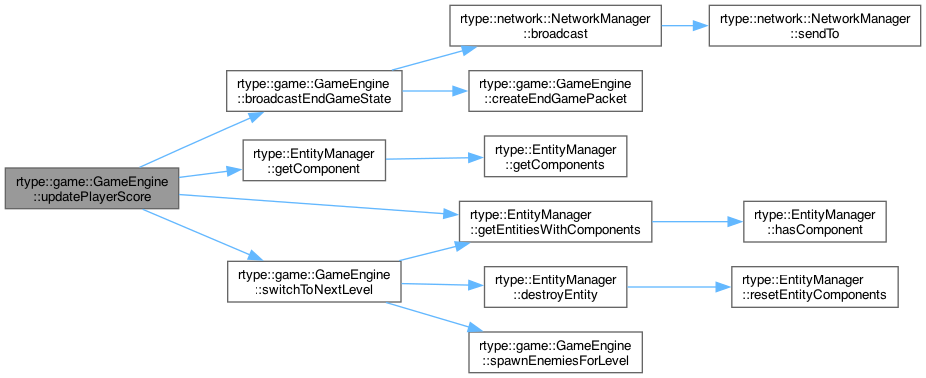 rtype::game::GameEngine
::updatePlayerScore
rtype::game::GameEngine
::broadcastEndGameState
rtype::network::NetworkManager
::broadcast
rtype::network::NetworkManager
::sendTo
rtype::game::GameEngine
::createEndGamePacket
rtype::EntityManager
::getComponent
rtype::EntityManager
::getComponents
rtype::EntityManager
::getEntitiesWithComponents
rtype::EntityManager
::hasComponent
rtype::game::GameEngine
::switchToNextLevel
rtype::EntityManager
::destroyEntity
rtype::EntityManager
::resetEntityComponents
rtype::game::GameEngine
::spawnEnemiesForLevel